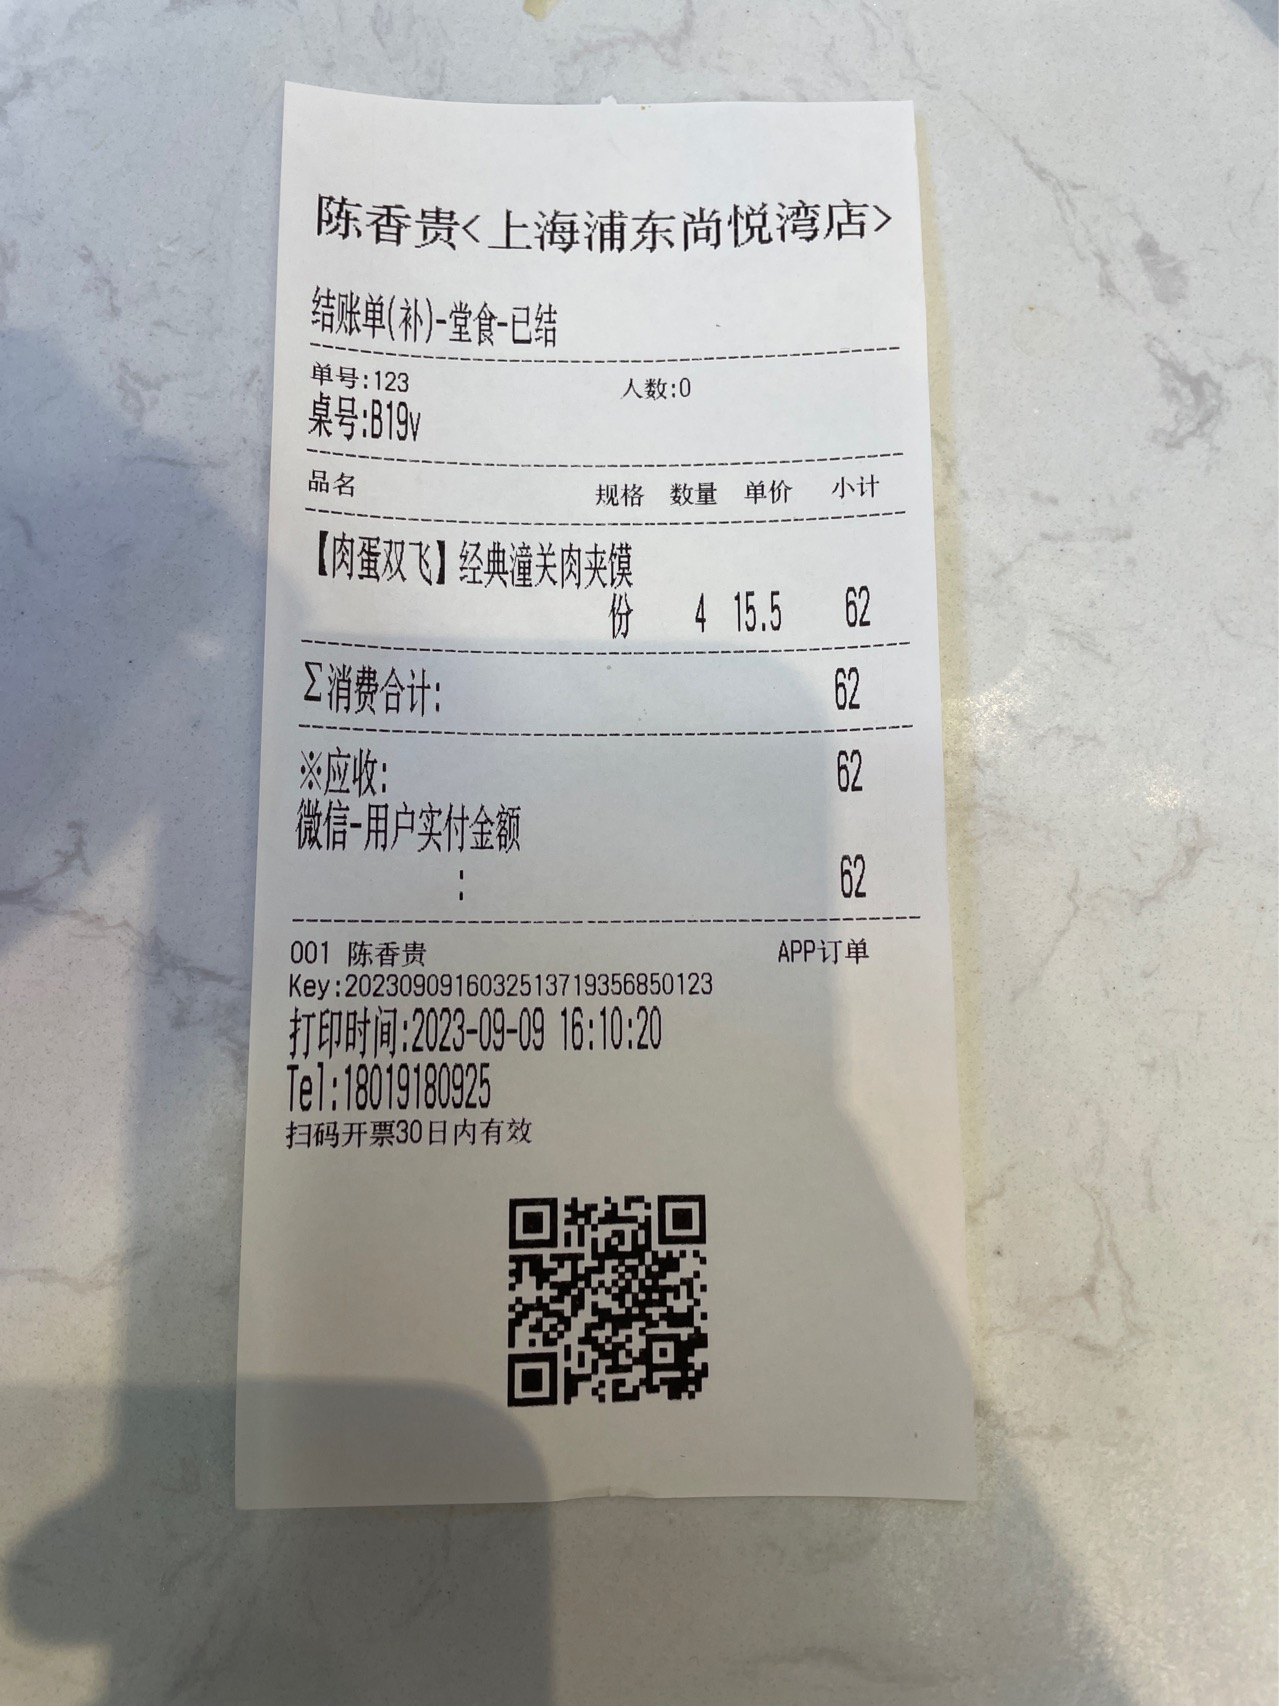 陈香贵<上海浦东尚悦湾店>
结账单(补)-堂食-已结
单号:123 人数:0
桌号:B19v
品名 规格 数量 单价 小计
【肉蛋双飞】经典潼关肉夹馍
份 4 15.5 62
∑消费合计: 62
※应收: 62
微信-用户实付金额
: 62
001 陈香贵 APP订单
Key:202309091603251371935685​0123
打印时间:2023-09-09 16:10:20
Tel:18019180925
扫码开票30日内有效